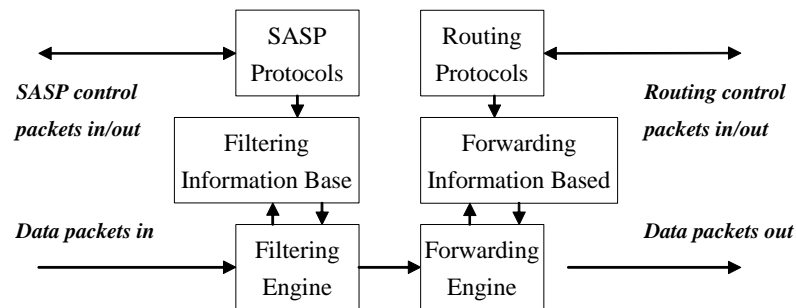 SASP
Protocols
Routing
Protocols
SASP control
packets in/out
Routing control
packets in/out
Filtering
Information Base
Forwarding
Information Based
Data packets in
Data packets out
Filtering
Engine
Forwarding
Engine